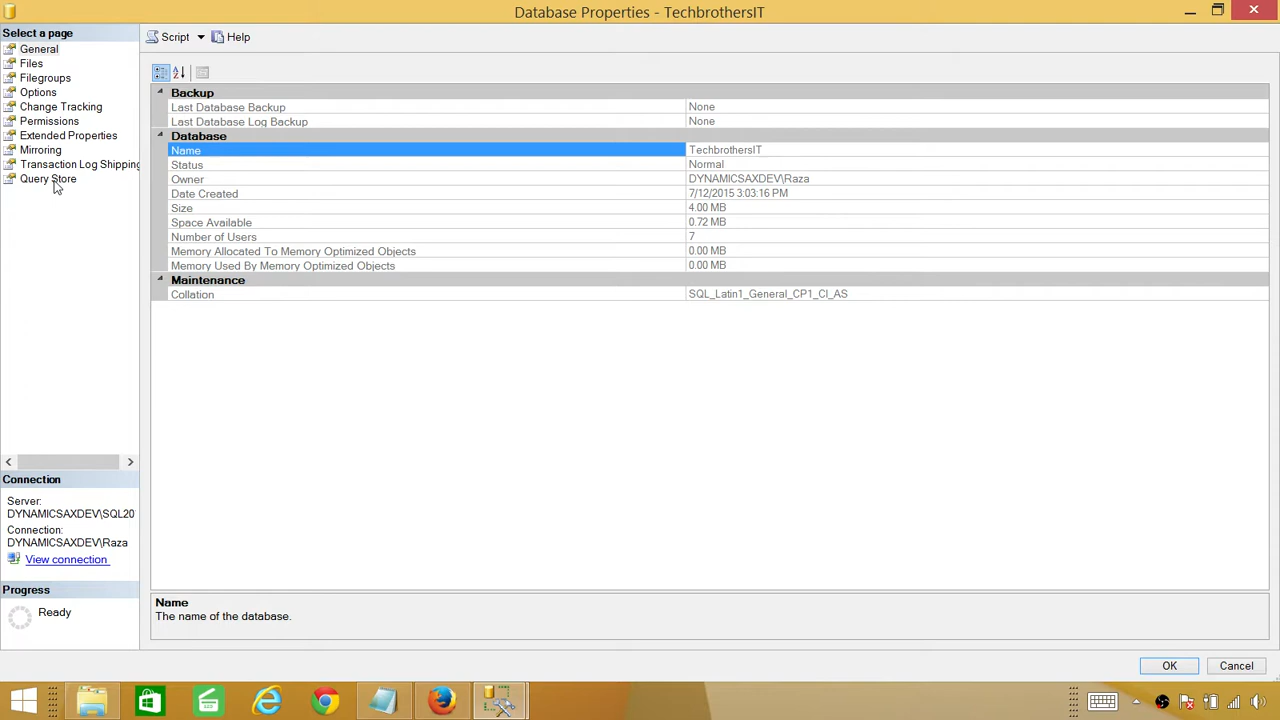 Database Properties - TechbrothersIT
Select a page
General
Files
Filegroups
Options
Change Tracking
Permissions
Extended Properties
Mirroring
Transaction Log Shipping
Query Store
Script Help
Backup
Last Database Backup None
Last Database Log Backup None
Database
Name TechbrothersIT
Status Normal
Owner DYNAMICSAXDEV\Raza
Date Created 7/12/2015 3:03:16 PM
Size 4.00 MB
Space Available 0.72 MB
Number of Users 7
Memory Allocated To Memory Optimized Objects 0.00 MB
Memory Used By Memory Optimized Objects 0.00 MB
Maintenance
Collation SQL_Latin1_General_CP1_CI_AS
Connection
Server:
DYNAMICSAXDEV\SQL20
Connection:
DYNAMICSAXDEV\Raza
View connection
Progress
Ready
Name
The name of the database.
OK Cancel